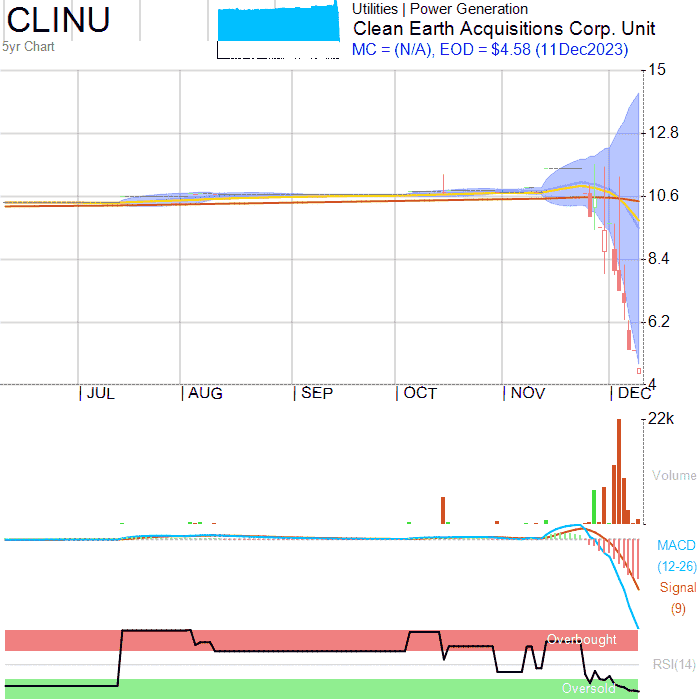 CLINU
5yr Chart
Utilities | Power Generation
Clean Earth Acquisitions Corp. Unit
MC = (N/A), EOD = $4.58 (11Dec2023)
15
12.8
10.6
8.4
6.2
4
JUL AUG SEP OCT NOV DEC
22k
Volume
MACD
(12-26)
Signal
(9)
Overbought
RSI(14)
Oversold